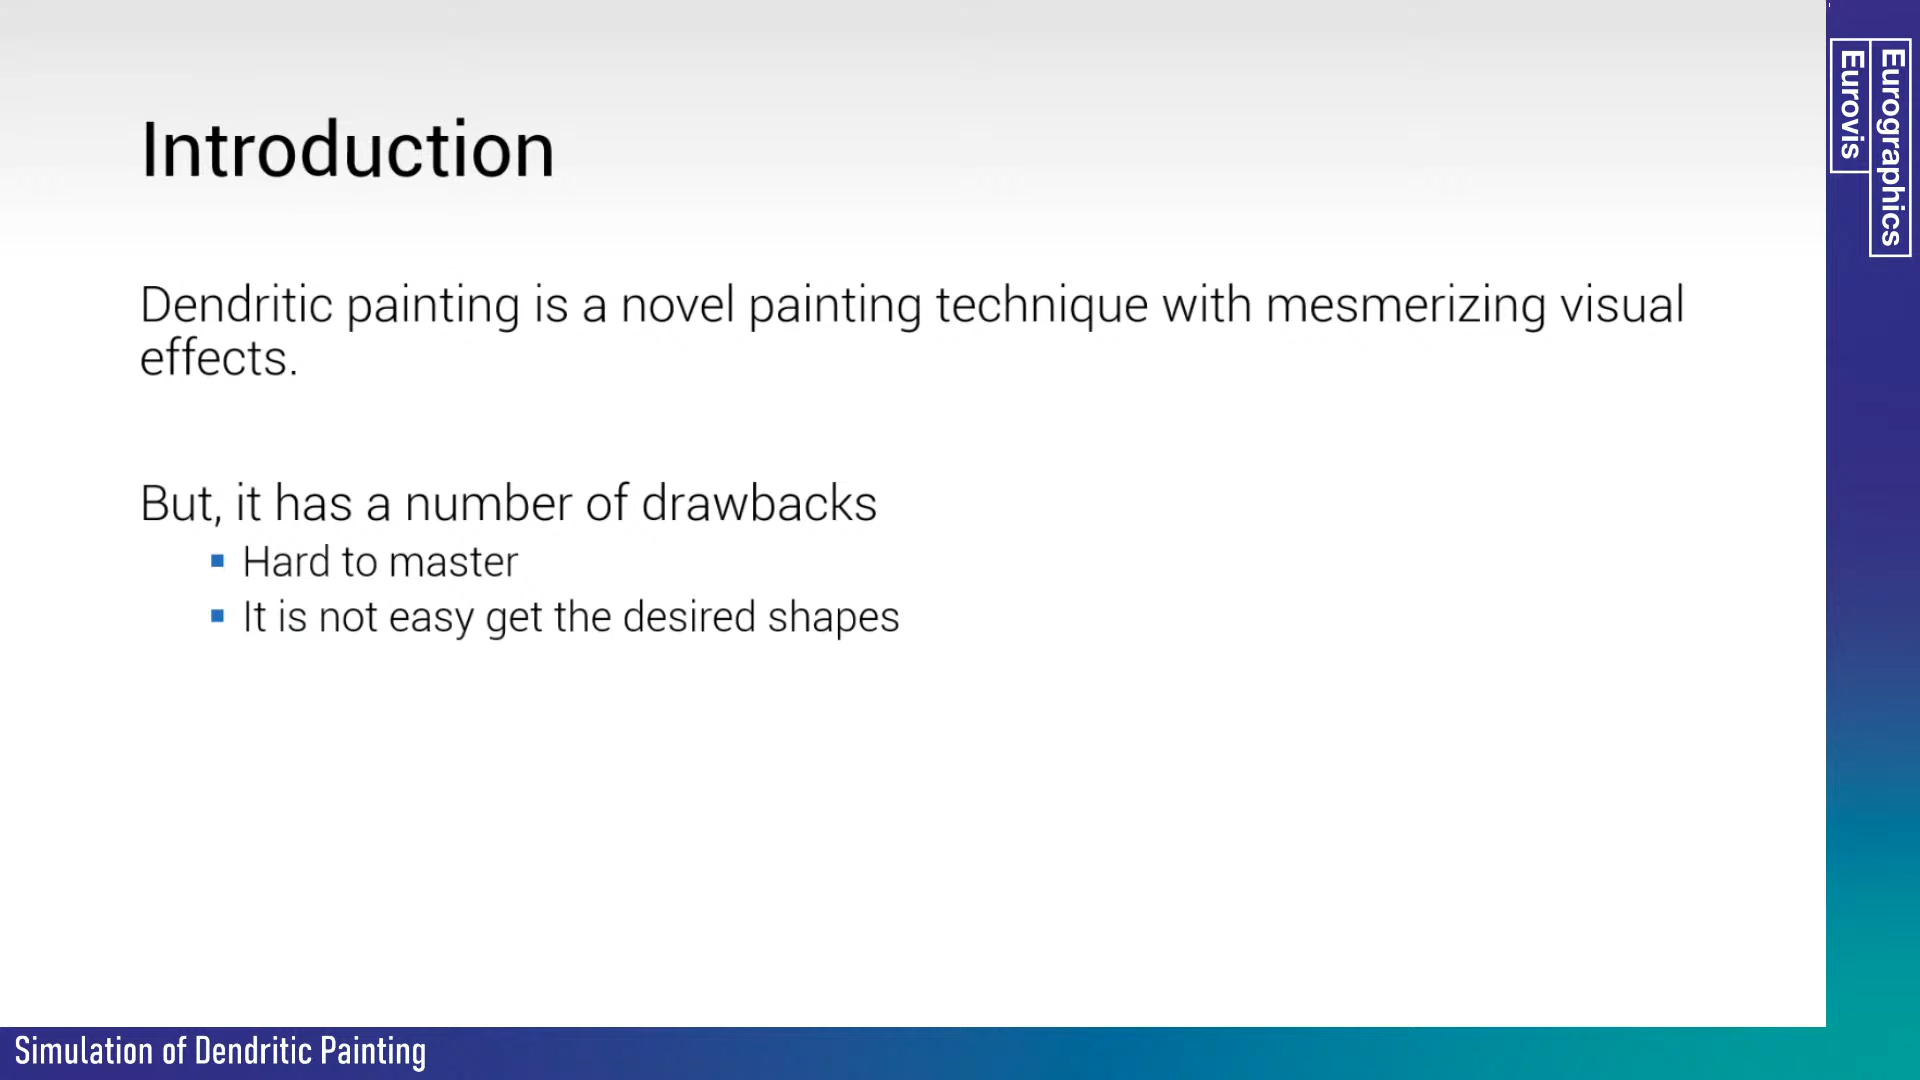 Introduction
Dendritic painting is a novel painting technique with mesmerizing visual
effects.
But, it has a number of drawbacks
Hard to master
It is not easy get the desired shapes
Eurographics
Eurovis
Simulation of Dendritic Painting